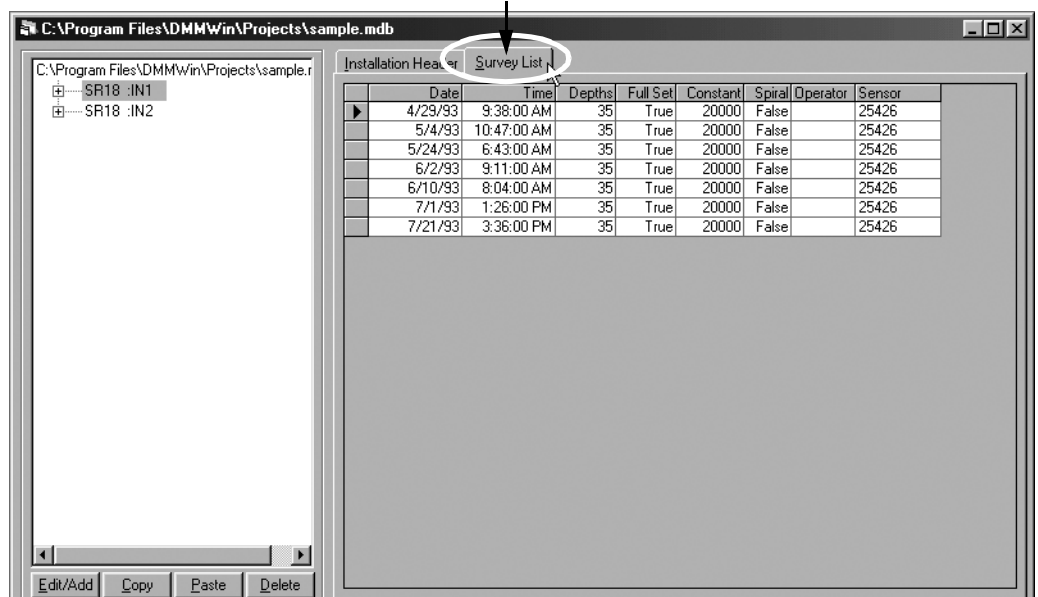 C:\Program Files\DMMWin\Projects\sample.mdb
C:\Program Files\DMMWin\Projects\sample.r
SR18 :IN1
SR18 :IN2
Edit/Add Copy Paste Delete
Installation Header Survey List
Date Time Depths Full Set Constant Spiral Operator Sensor
4/29/93 9:38:00 AM 35 True 20000 False 25426
5/4/93 10:47:00 AM 35 True 20000 False 25426
5/24/93 6:43:00 AM 35 True 20000 False 25426
6/2/93 9:11:00 AM 35 True 20000 False 25426
6/10/93 8:04:00 AM 35 True 20000 False 25426
7/1/93 1:26:00 PM 35 True 20000 False 25426
7/21/93 3:36:00 PM 35 True 20000 False 25426